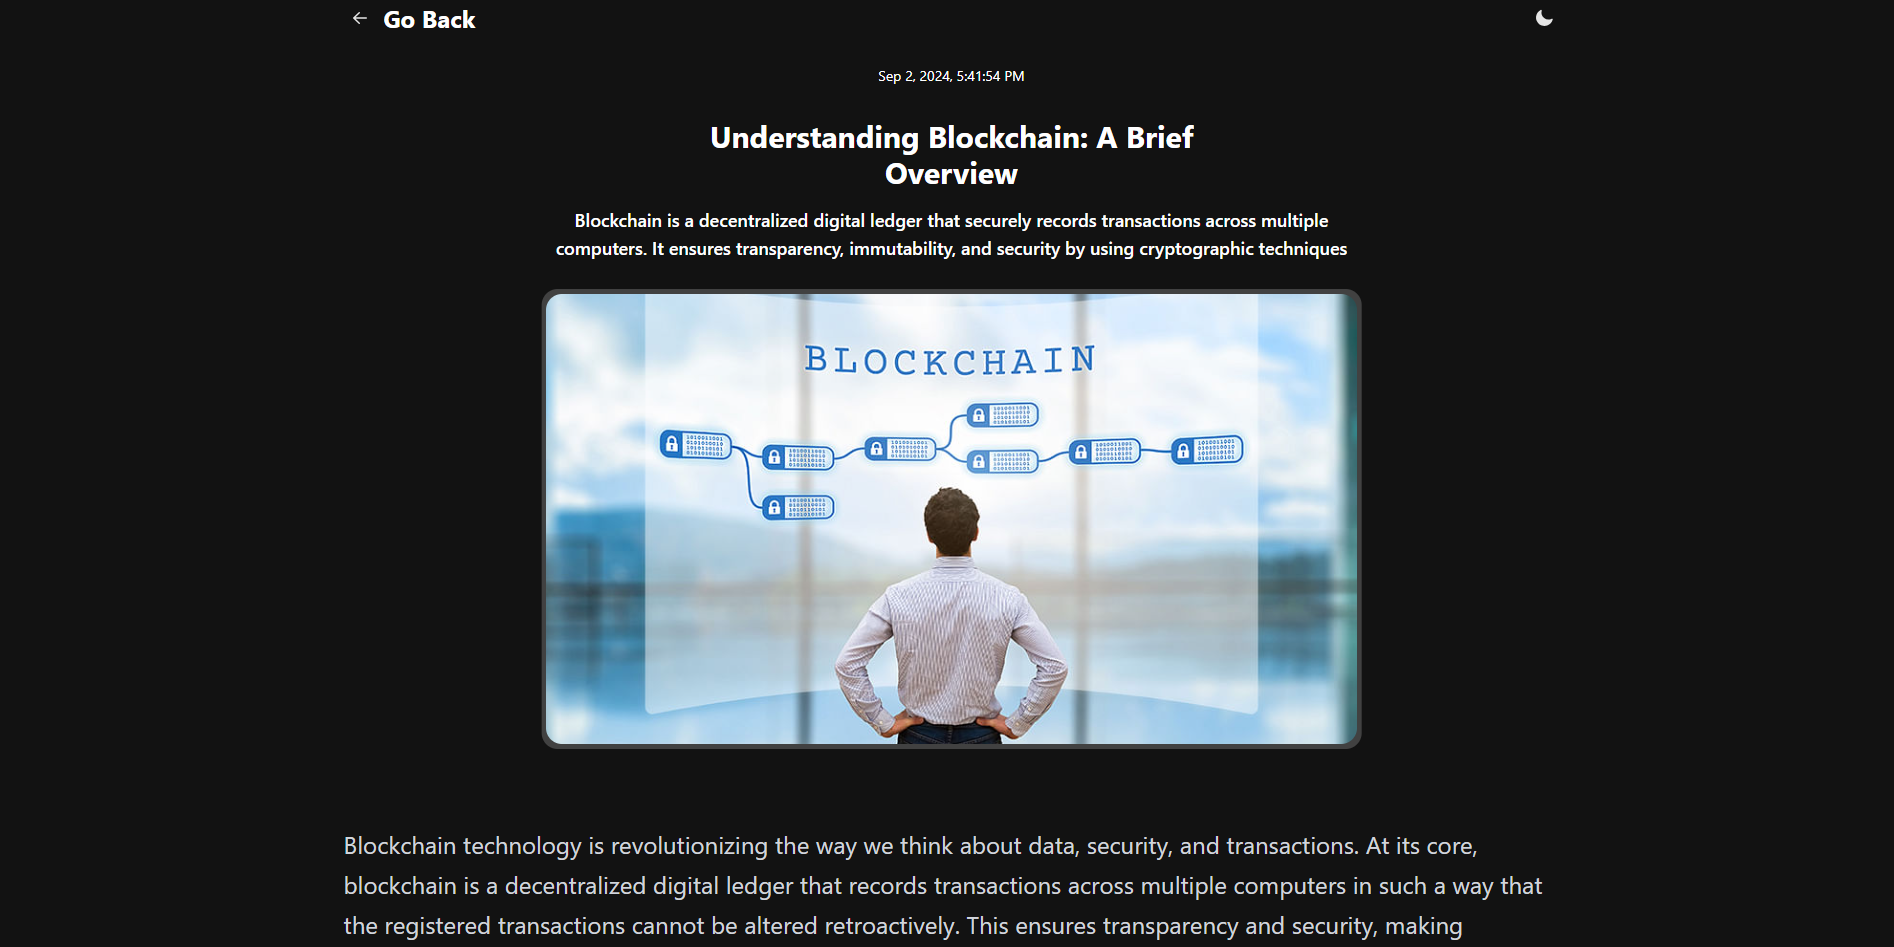 Go Back
Sep 2, 2024, 5:41:54 PM
Understanding Blockchain: A Brief
Overview
Blockchain is a decentralized digital ledger that securely records transactions across multiple
computers. It ensures transparency, immutability, and security by using cryptographic techniques
BLOCKCHAIN
Blockchain technology is revolutionizing the way we think about data, security, and transactions. At its core,
blockchain is a decentralized digital ledger that records transactions across multiple computers in such a way that
the registered transactions cannot be altered retroactively. This ensures transparency and security, making